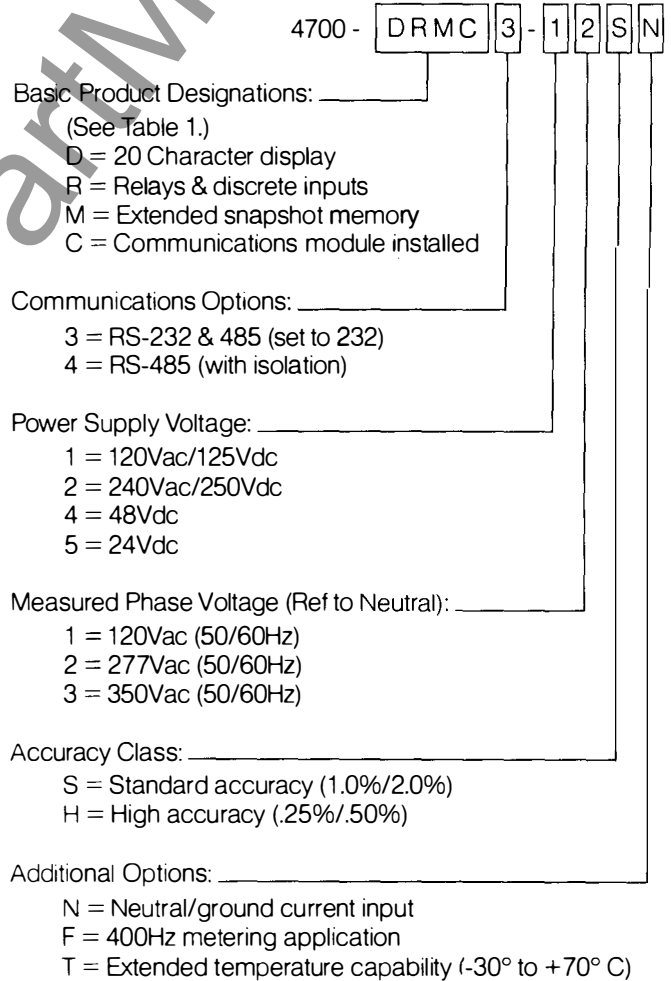 4700 - DRMC 3 - 1 2 S N
Basic Product Designations:
(See Table 1.)
D = 20 Character display
R = Relays & discrete inputs
M = Extended snapshot memory
C = Communications module installed
Communications Options:
3 = RS-232 & 485 (set to 232)
4 = RS-485 (with isolation)
Power Supply Voltage:
1 = 120Vac/125Vdc
2 = 240Vac/250Vdc
4 = 48Vdc
5 = 24Vdc
Measured Phase Voltage (Ref to Neutral):
1 = 120Vac (50/60Hz)
2 = 277Vac (50/60Hz)
3 = 350Vac (50/60Hz)
Accuracy Class:
S = Standard accuracy (1.0%/2.0%)
H = High accuracy (.25%/.50%)
Additional Options:
N = Neutral/ground current input
F = 400Hz metering application
T = Extended temperature capability (-30° to +70° C)